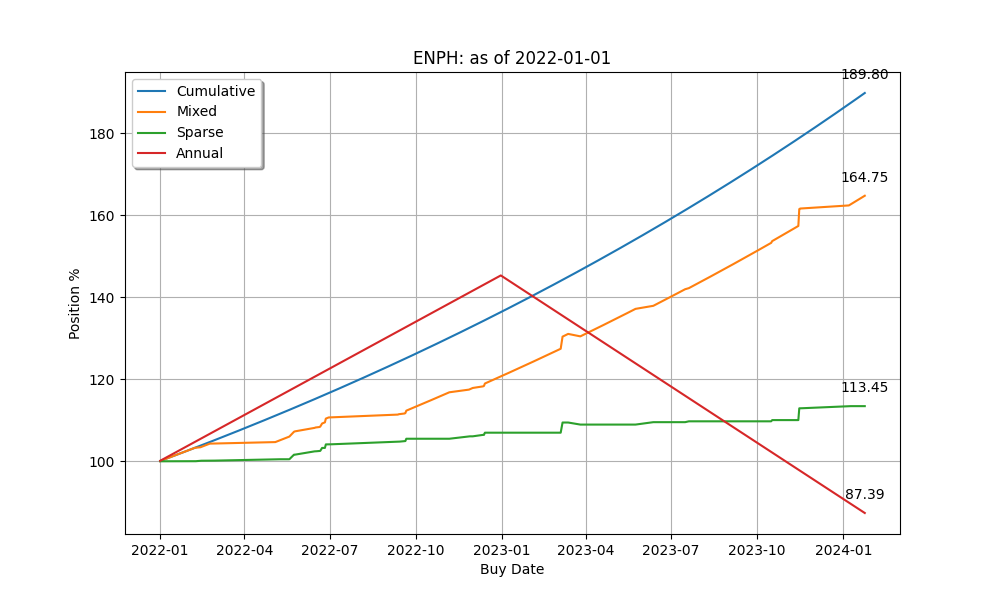 ENPH: as of 2022-01-01
Cumulative
Mixed
Sparse
Annual
189.80
164.75
113.45
87.39
Position %
180
160
140
120
100
2022-01 2022-04 2022-07 2022-10 2023-01 2023-04 2023-07 2023-10 2024-01
Buy Date